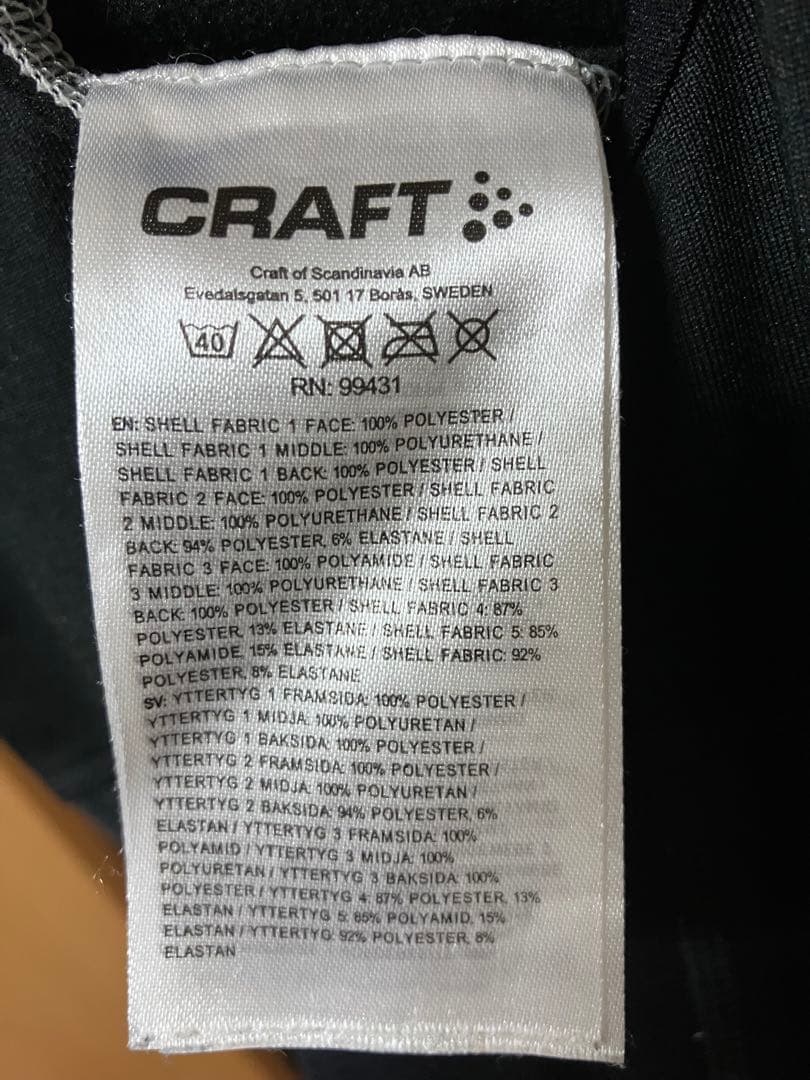 CRAFT
Craft of Scandinavia AB
Evedalsgatan 5, 501 17 Borås, SWEDEN
40
RN: 99431
EN: SHELL FABRIC 1 FACE: 100% POLYESTER /
SHELL FABRIC 1 MIDDLE: 100% POLYURETHANE /
SHELL FABRIC 1 BACK: 100% POLYESTER / SHELL
FABRIC 2 FACE: 100% POLYESTER / SHELL FABRIC
2 MIDDLE: 100% POLYURETHANE / SHELL FABRIC 2
BACK: 94% POLYESTER, 6% ELASTANE / SHELL
FABRIC 3 FACE: 100% POLYAMIDE / SHELL FABRIC
3 MIDDLE: 100% POLYURETHANE / SHELL FABRIC 3
BACK: 100% POLYESTER / SHELL FABRIC 4: 87%
POLYESTER, 13% ELASTANE / SHELL FABRIC 5: 85%
POLYAMIDE, 15% ELASTANE / SHELL FABRIC: 92%
POLYESTER, 8% ELASTANE
SV: YTTERTYG 1 FRAMSIDA: 100% POLYESTER /
YTTERTYG 1 MIDJA: 100% POLYURETAN /
YTTERTYG 1 BAKSIDA: 100% POLYESTER /
YTTERTYG 2 FRAMSIDA: 100% POLYESTER /
YTTERTYG 2 MIDJA: 100% POLYURETAN /
YTTERTYG 2 BAKSIDA: 94% POLYESTER, 6%
ELASTAN / YTTERTYG 3 FRAMSIDA: 100%
POLYAMID / YTTERTYG 3 MIDJA: 100%
POLYURETAN / YTTERTYG 3 BAKSIDA: 100%
POLYESTER / YTTERTYG 4: 87% POLYESTER, 13%
ELASTAN / YTTERTYG 5: 85% POLYAMID, 15%
ELASTAN / YTTERTYG: 92% POLYESTER, 8%
ELASTAN